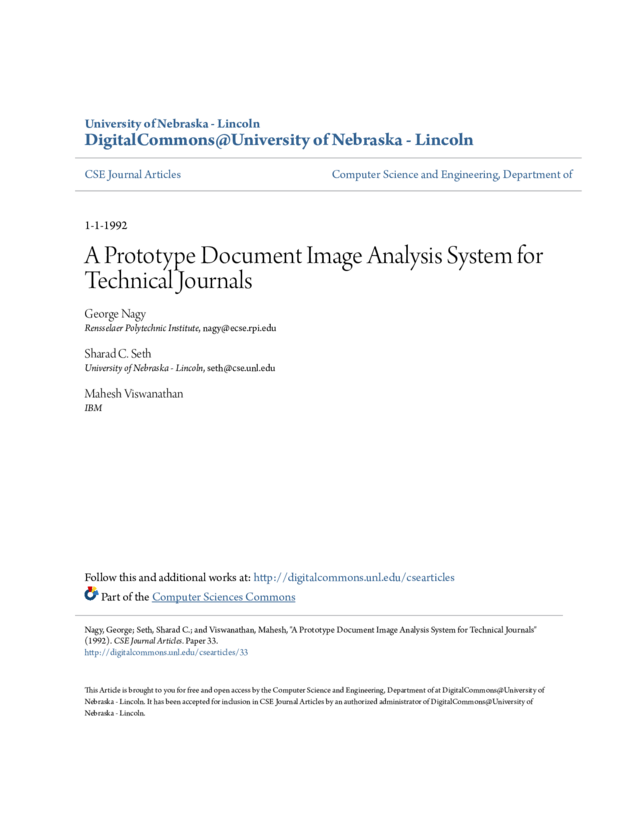 University of Nebraska - Lincoln
DigitalCommons@University of Nebraska - Lincoln
CSE Journal Articles
Computer Science and Engineering, Department of
1-1-1992
A Prototype Document Image Analysis System for
Technical Journals
George Nagy
Rensselaer Polytechnic Institute, nagy@ecse.rpi.edu
Sharad C. Seth
University of Nebraska - Lincoln, seth@cse.unl.edu
Mahesh Viswanathan
IBM
Follow this and additional works at: http://digitalcommons.unl.edu/csearticles
Part of the Computer Sciences Commons
Nagy, George; Seth, Sharad C.; and Viswanathan, Mahesh, "A Prototype Document Image Analysis System for Technical Journals"
(1992). CSE Journal Articles. Paper 33.
http://digitalcommons.unl.edu/csearticles/33
This Article is brought to you for free and open access by the Computer Science and Engineering, Department of at DigitalCommons@University of
Nebraska - Lincoln. It has been accepted for inclusion in CSE Journal Articles by an authorized administrator of DigitalCommons@University of
Nebraska - Lincoln.